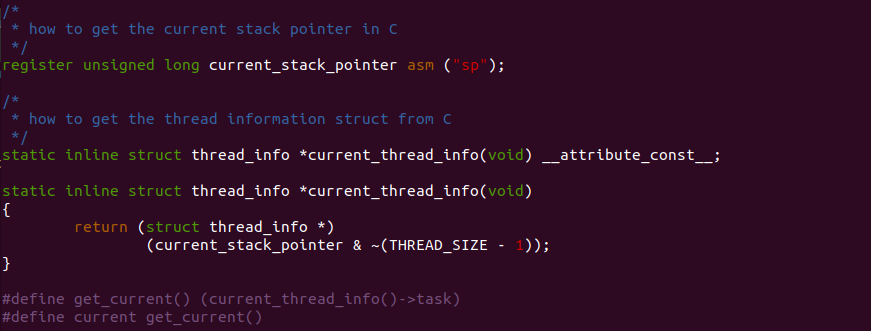 /*
 * how to get the current stack pointer in C
 */
register unsigned long current_stack_pointer asm ("sp");
/*
 * how to get the thread information struct from C
 */
static inline struct thread_info *current_thread_info(void) __attribute_const__;
static inline struct thread_info *current_thread_info(void)
{
        return (struct thread_info *)
                (current_stack_pointer & ~(THREAD_SIZE - 1));
}
#define get_current() (current_thread_info()->task)
#define current get_current()